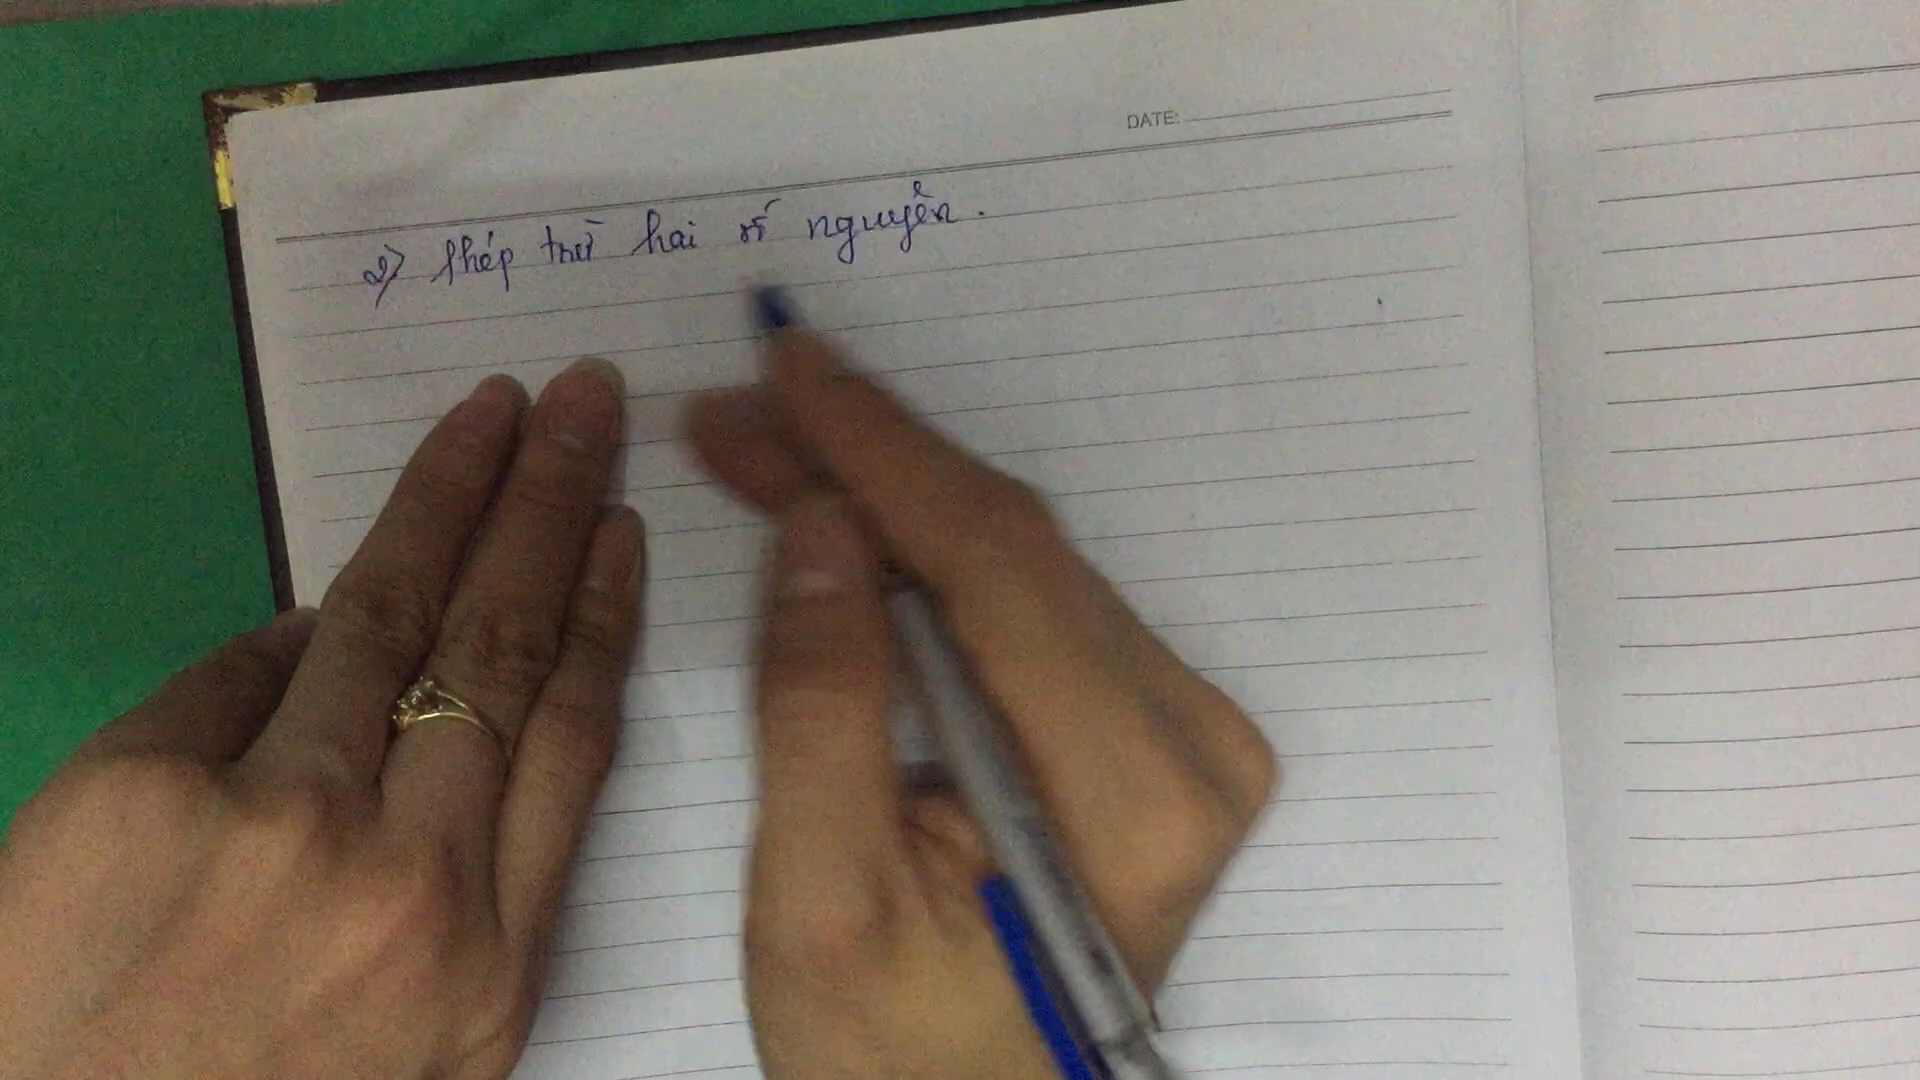 DATE:
2) Phép trừ hai số nguyên.